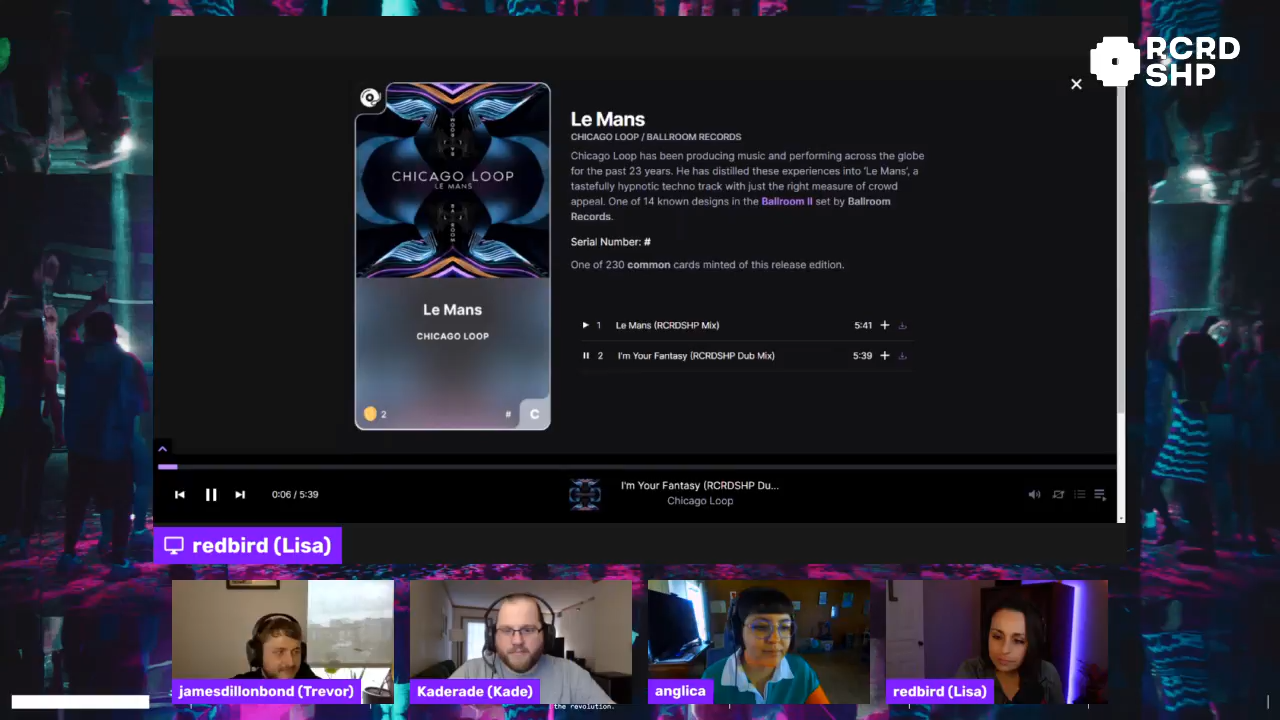 RCRD
SHP
CHICAGO LOOP
LE MANS
Le Mans
CHICAGO LOOP
2
#
C
Le Mans
CHICAGO LOOP / BALLROOM RECORDS
Chicago Loop has been producing music and performing across the globe
for the past 23 years. He has distilled these experiences into 'Le Mans', a
tastefully hypnotic techno track with just the right measure of crowd
appeal. One of 14 known designs in the Ballroom II set by Ballroom
Records.
Serial Number: #
One of 230 common cards minted of this release edition.
1 Le Mans (RCRDSHP Mix) 5:41
2 I'm Your Fantasy (RCRDSHP Dub Mix) 5:39
0:06 / 5:39
I'm Your Fantasy (RCRDSHP Du...
Chicago Loop
redbird (Lisa)
jamesdillonbond (Trevor)
Kaderade (Kade)
anglica
redbird (Lisa)
the revolution.